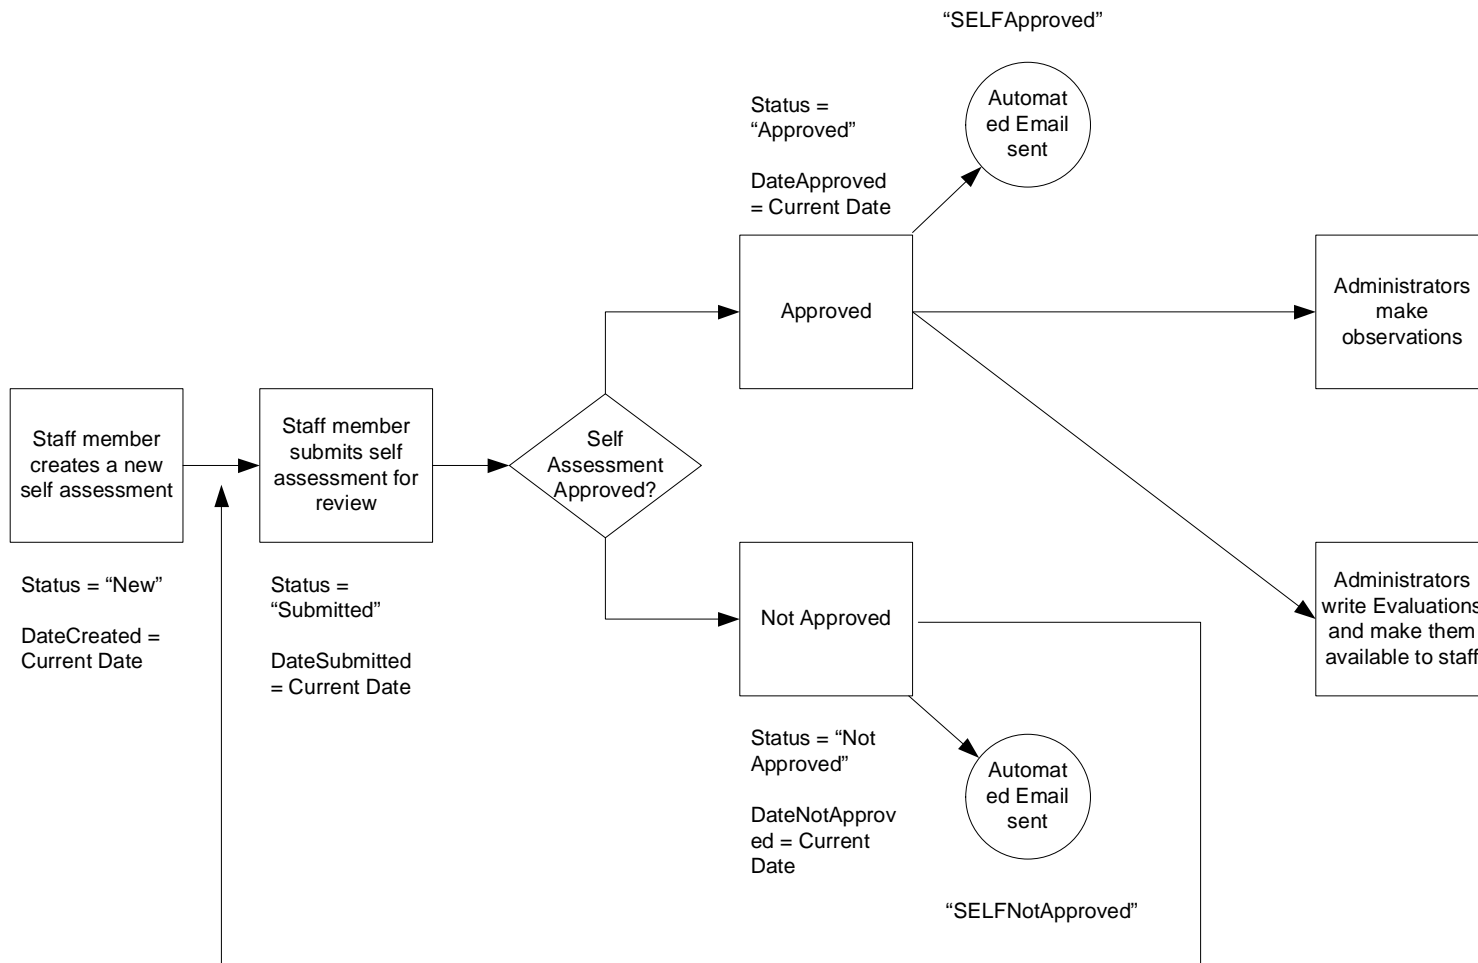 “SELFApproved”
Automat
ed Email
sent
Status =
“Approved”
DateApproved
= Current Date
Approved
Administrators
make
observations
Staff member
creates a new
self assessment
Staff member
submits self
assessment for
review
Self
Assessment
Approved?
Status = “New”
DateCreated =
Current Date
Status =
“Submitted”
DateSubmitted
= Current Date
Not Approved
Administrators
write Evaluations
and make them
available to staff
Status = “Not
Approved”
DateNotApprov
ed = Current
Date
Automat
ed Email
sent
“SELFNotApproved”